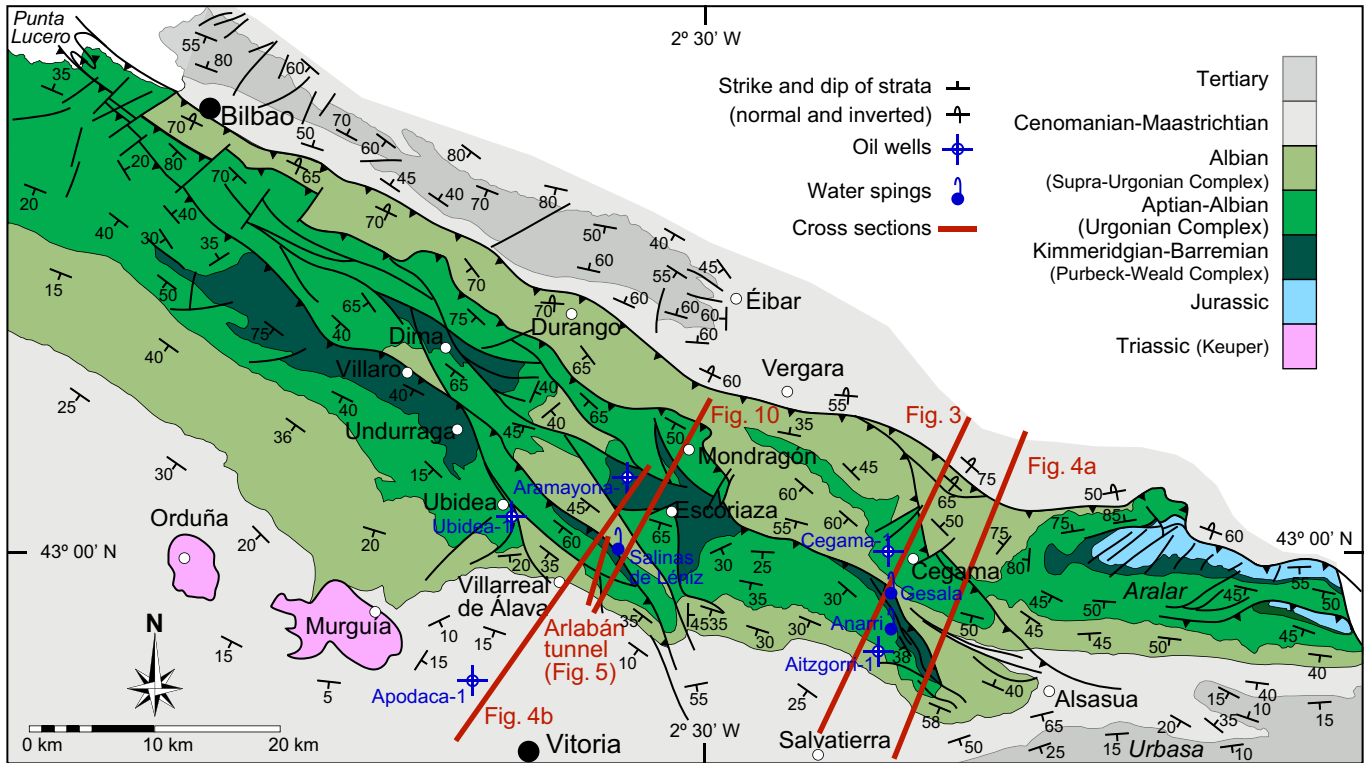 Punta
Lucero
Bilbao
2º 30’ W
Strike and dip of strata
(normal and inverted)
Oil wells
Water spings
Cross sections
Tertiary
Cenomanian-Maastrichtian
Albian
(Supra-Urgonian Complex)
Aptian-Albian
(Urgonian Complex)
Kimmeridgian-Barremian
(Purbeck-Weald Complex)
Jurassic
Triassic (Keuper)
Éibar
Durango
Dima
Villaro
Undurraga
Vergara
Fig. 10
Fig. 3
Fig. 4a
Mondragón
Aramayona-1
Escoriaza
Ubidea
Ubidea-1
Orduña
43º 00’ N
Cegama-1
Cegama
43º 00’ N
Salinas
de Léniz
Gesala
Aralar
Villarreal
de Álava
Murguía
Anarri
Arlabán
tunnel
(Fig. 5)
Aitzgorri-1
N
Apodaca-1
Alsasua
Fig. 4b
2º 30’ W
Vitoria
Salvatierra
Urbasa
0 km
10 km
20 km